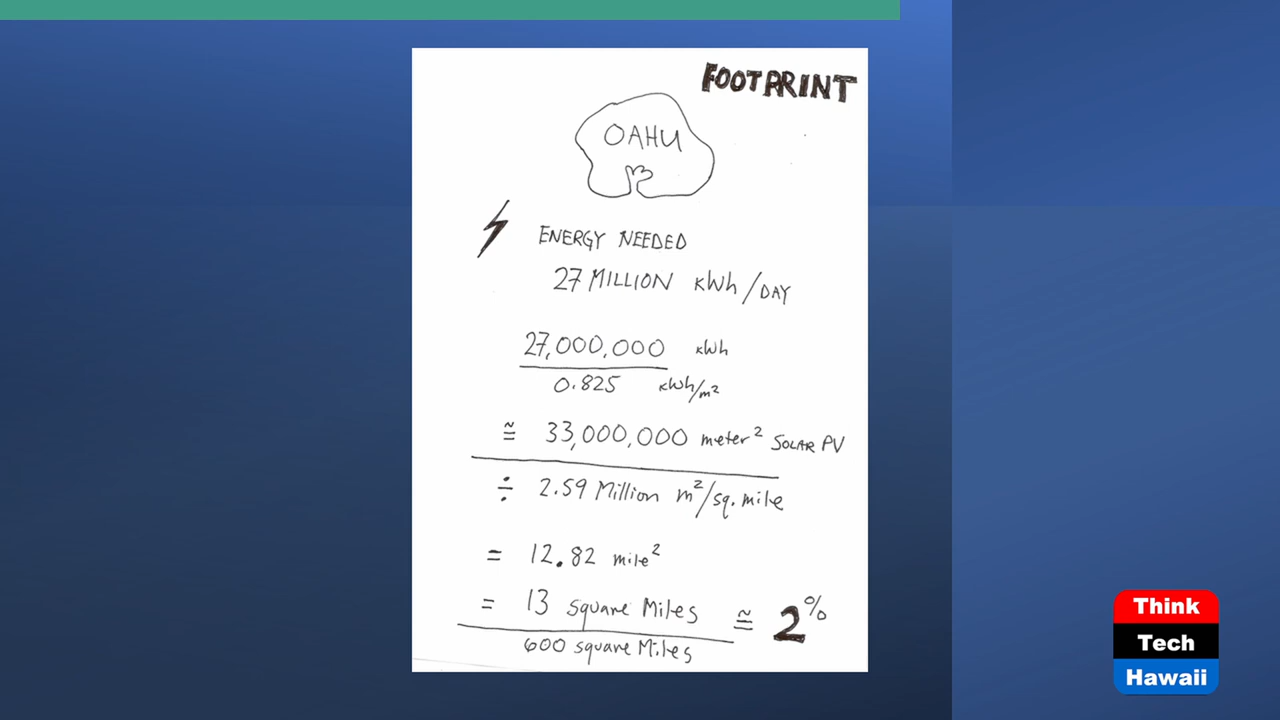 FOOTPRINT
OAHU
ENERGY NEEDED
27 MILLION KWh/DAY
27,000,000 KWh
0.825 KWh/m²
≅ 33,000,000 meter² SOLAR PV
÷ 2.59 Million m²/sq. mile
= 12.82 mile²
= 13 square Miles ≅ 2%
600 square Miles
Think
Tech
Hawaii